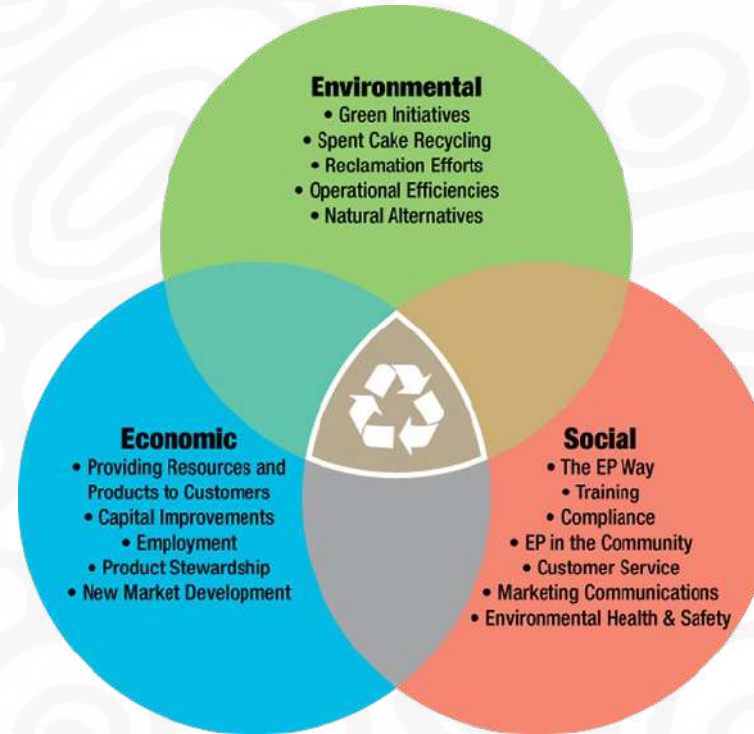 Environmental
• Green Initiatives
• Spent Cake Recycling
• Reclamation Efforts
• Operational Efficiencies
• Natural Alternatives
Economic
• Providing Resources and
Products to Customers
• Capital Improvements
• Employment
• Product Stewardship
• New Market Development
Social
• The EP Way
• Training
• Compliance
• EP in the Community
• Customer Service
• Marketing Communications
• Environmental Health & Safety